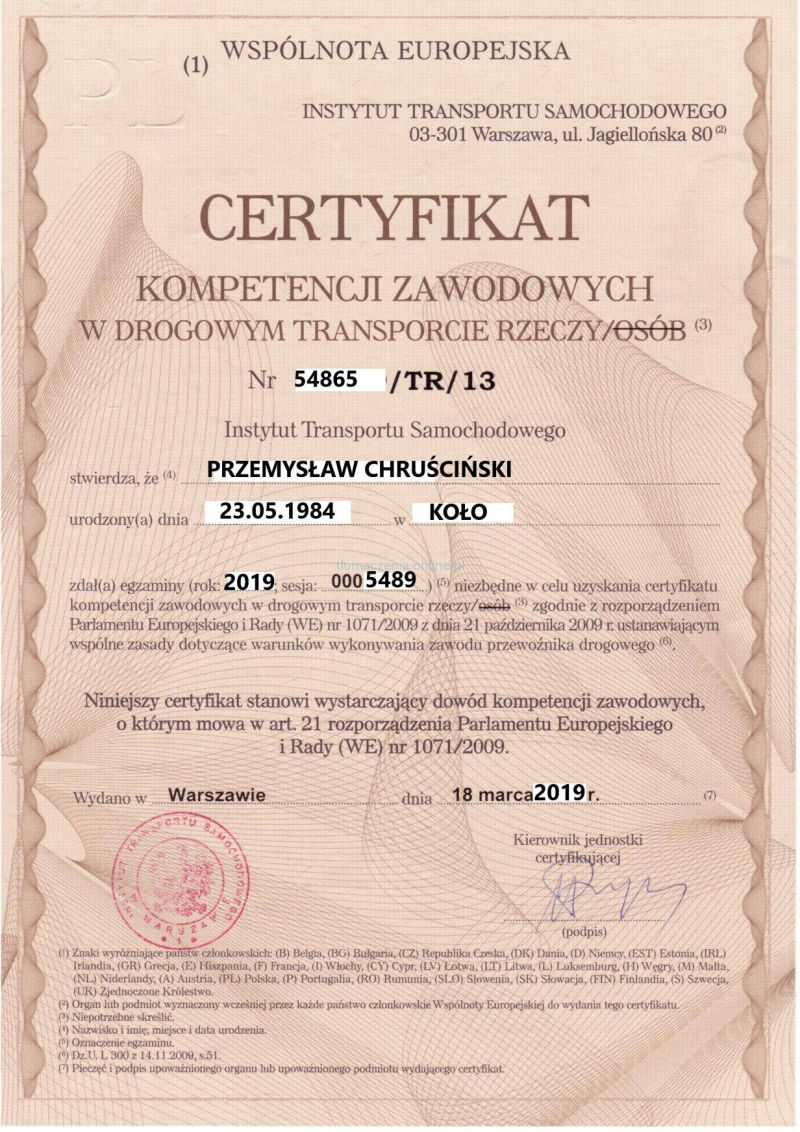 PL
(1) WSPÓLNOTA EUROPEJSKA
INSTYTUT TRANSPORTU SAMOCHODOWEGO
03-301 Warszawa, ul. Jagiellońska 80 (2)
CERTYFIKAT
KOMPETENCJI ZAWODOWYCH
W DROGOWYM TRANSPORCIE RZECZY/OSÓB (3)
Nr 54865 /TR/13
Instytut Transportu Samochodowego
stwierdza, że (4) PRZEMYSŁAW CHRUŚCIŃSKI
urodzony(a) dnia 23.05.1984 w KOŁO
tlumaczenia-online.pl
zdał(a) egzaminy (rok: 2019, sesja: 000 5489 ) (5) niezbędne w celu uzyskania certyfikatu
kompetencji zawodowych w drogowym transporcie rzeczy/osób (3) zgodnie z rozporządzeniem
Parlamentu Europejskiego i Rady (WE) nr 1071/2009 z dnia 21 października 2009 r. ustanawiającym
wspólne zasady dotyczące warunków wykonywania zawodu przewoźnika drogowego (6).
Niniejszy certyfikat stanowi wystarczający dowód kompetencji zawodowych,
o którym mowa w art. 21 rozporządzenia Parlamentu Europejskiego
i Rady (WE) nr 1071/2009.
Wydano w Warszawie dnia 18 marca 2019 r. (7)
Kierownik jednostki
certyfikującej
INSTYTUT TRANSPORTU SAMOCHODOWEGO
W WARSZAWIE
* 1 *
(podpis)
(1) Znaki wyróżniające państw członkowskich: (B) Belgia, (BG) Bułgaria, (CZ) Republika Czeska, (DK) Dania, (D) Niemcy, (EST) Estonia, (IRL)
Irlandia, (GR) Grecja, (E) Hiszpania, (F) Francja, (I) Włochy, (CY) Cypr, (LV) Łotwa, (LT) Litwa, (L) Luksemburg, (H) Węgry, (M) Malta,
(NL) Niderlandy, (A) Austria, (PL) Polska, (P) Portugalia, (RO) Rumunia, (SLO) Słowenia, (SK) Słowacja, (FIN) Finlandia, (S) Szwecja,
(UK) Zjednoczone Królestwo.
(2) Organ lub podmiot wyznaczony wcześniej przez każde państwo członkowskie Wspólnoty Europejskiej do wydania tego certyfikatu.
(3) Niepotrzebne skreślić.
(4) Nazwisko i imię; miejsce i data urodzenia.
(5) Oznaczenie egzaminu.
(6) Dz.U. L 300 z 14.11.2009, s.51.
(7) Pieczęć i podpis upoważnionego organu lub upoważnionego podmiotu wydającego certyfikat.